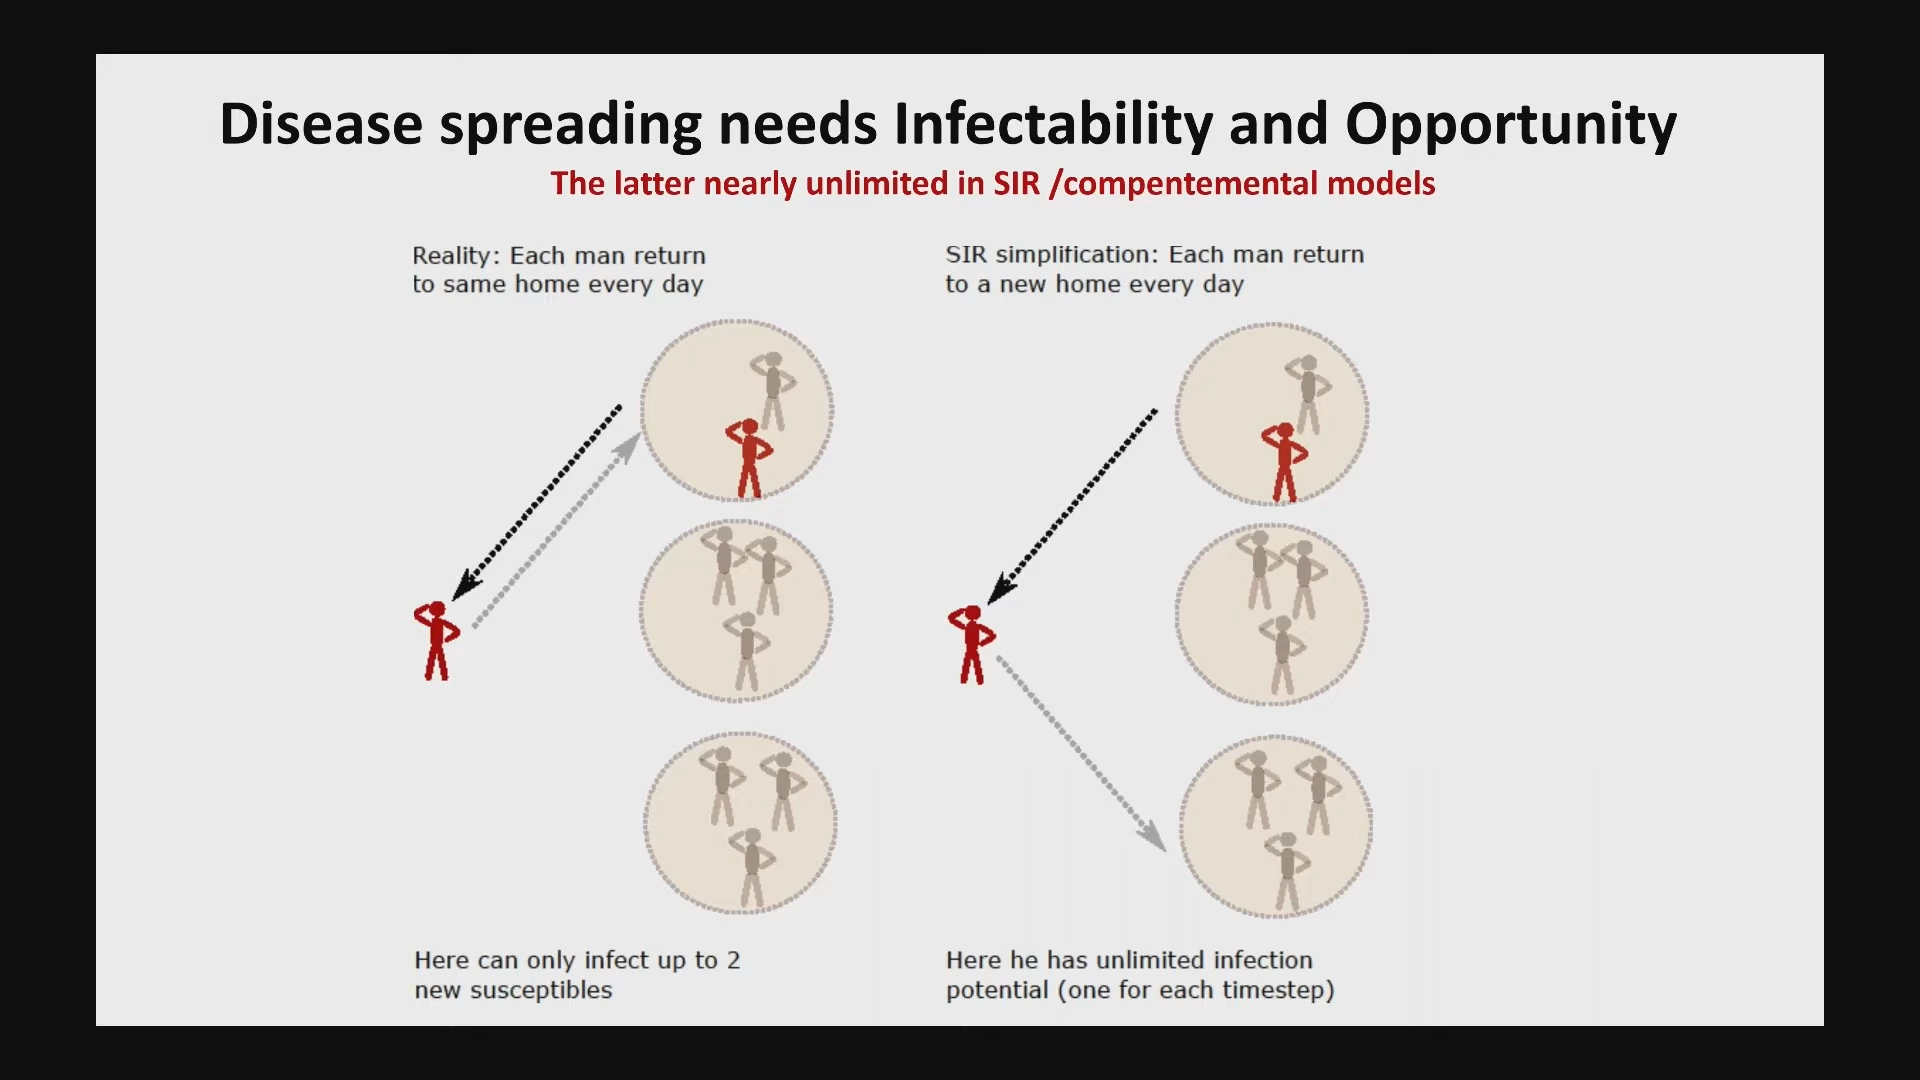 Disease spreading needs Infectability and Opportunity
The latter nearly unlimited in SIR /compentemental models
Reality: Each man return
to same home every day
SIR simplification: Each man return
to a new home every day
Here can only infect up to 2
new susceptibles
Here he has unlimited infection
potential (one for each timestep)